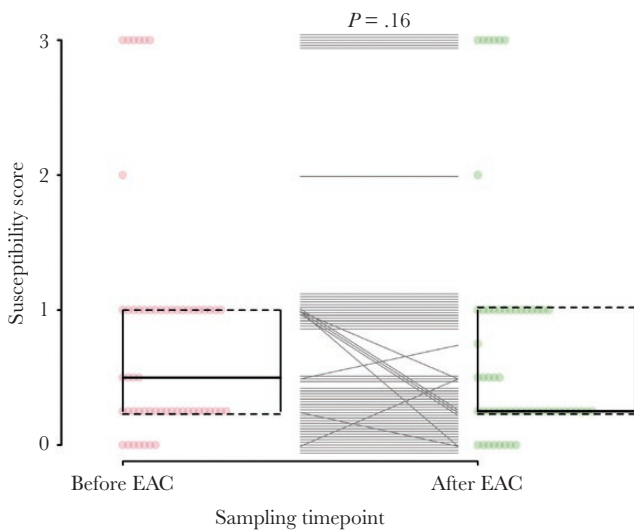 P = .16
3
2
1
0
Susceptibility score
Before EAC
After EAC
Sampling timepoint